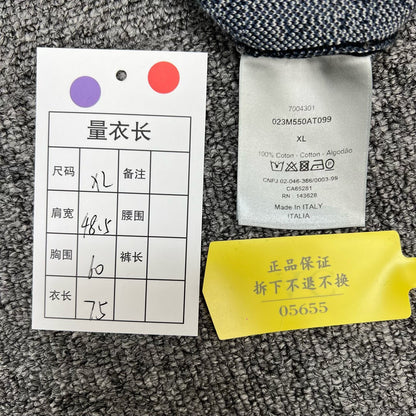 量衣长
尺码 XL 备注
肩宽 48.5 腰围
胸围 60 裤长
衣长 75
7004301
023M550AT099
XL
100% Coton - Cotton - Algodão
CNPJ.02-046-366/0003-99
CA65281
RN : 143628
Made In ITALY
ITALIA
正品保证
拆下不退不换
05655